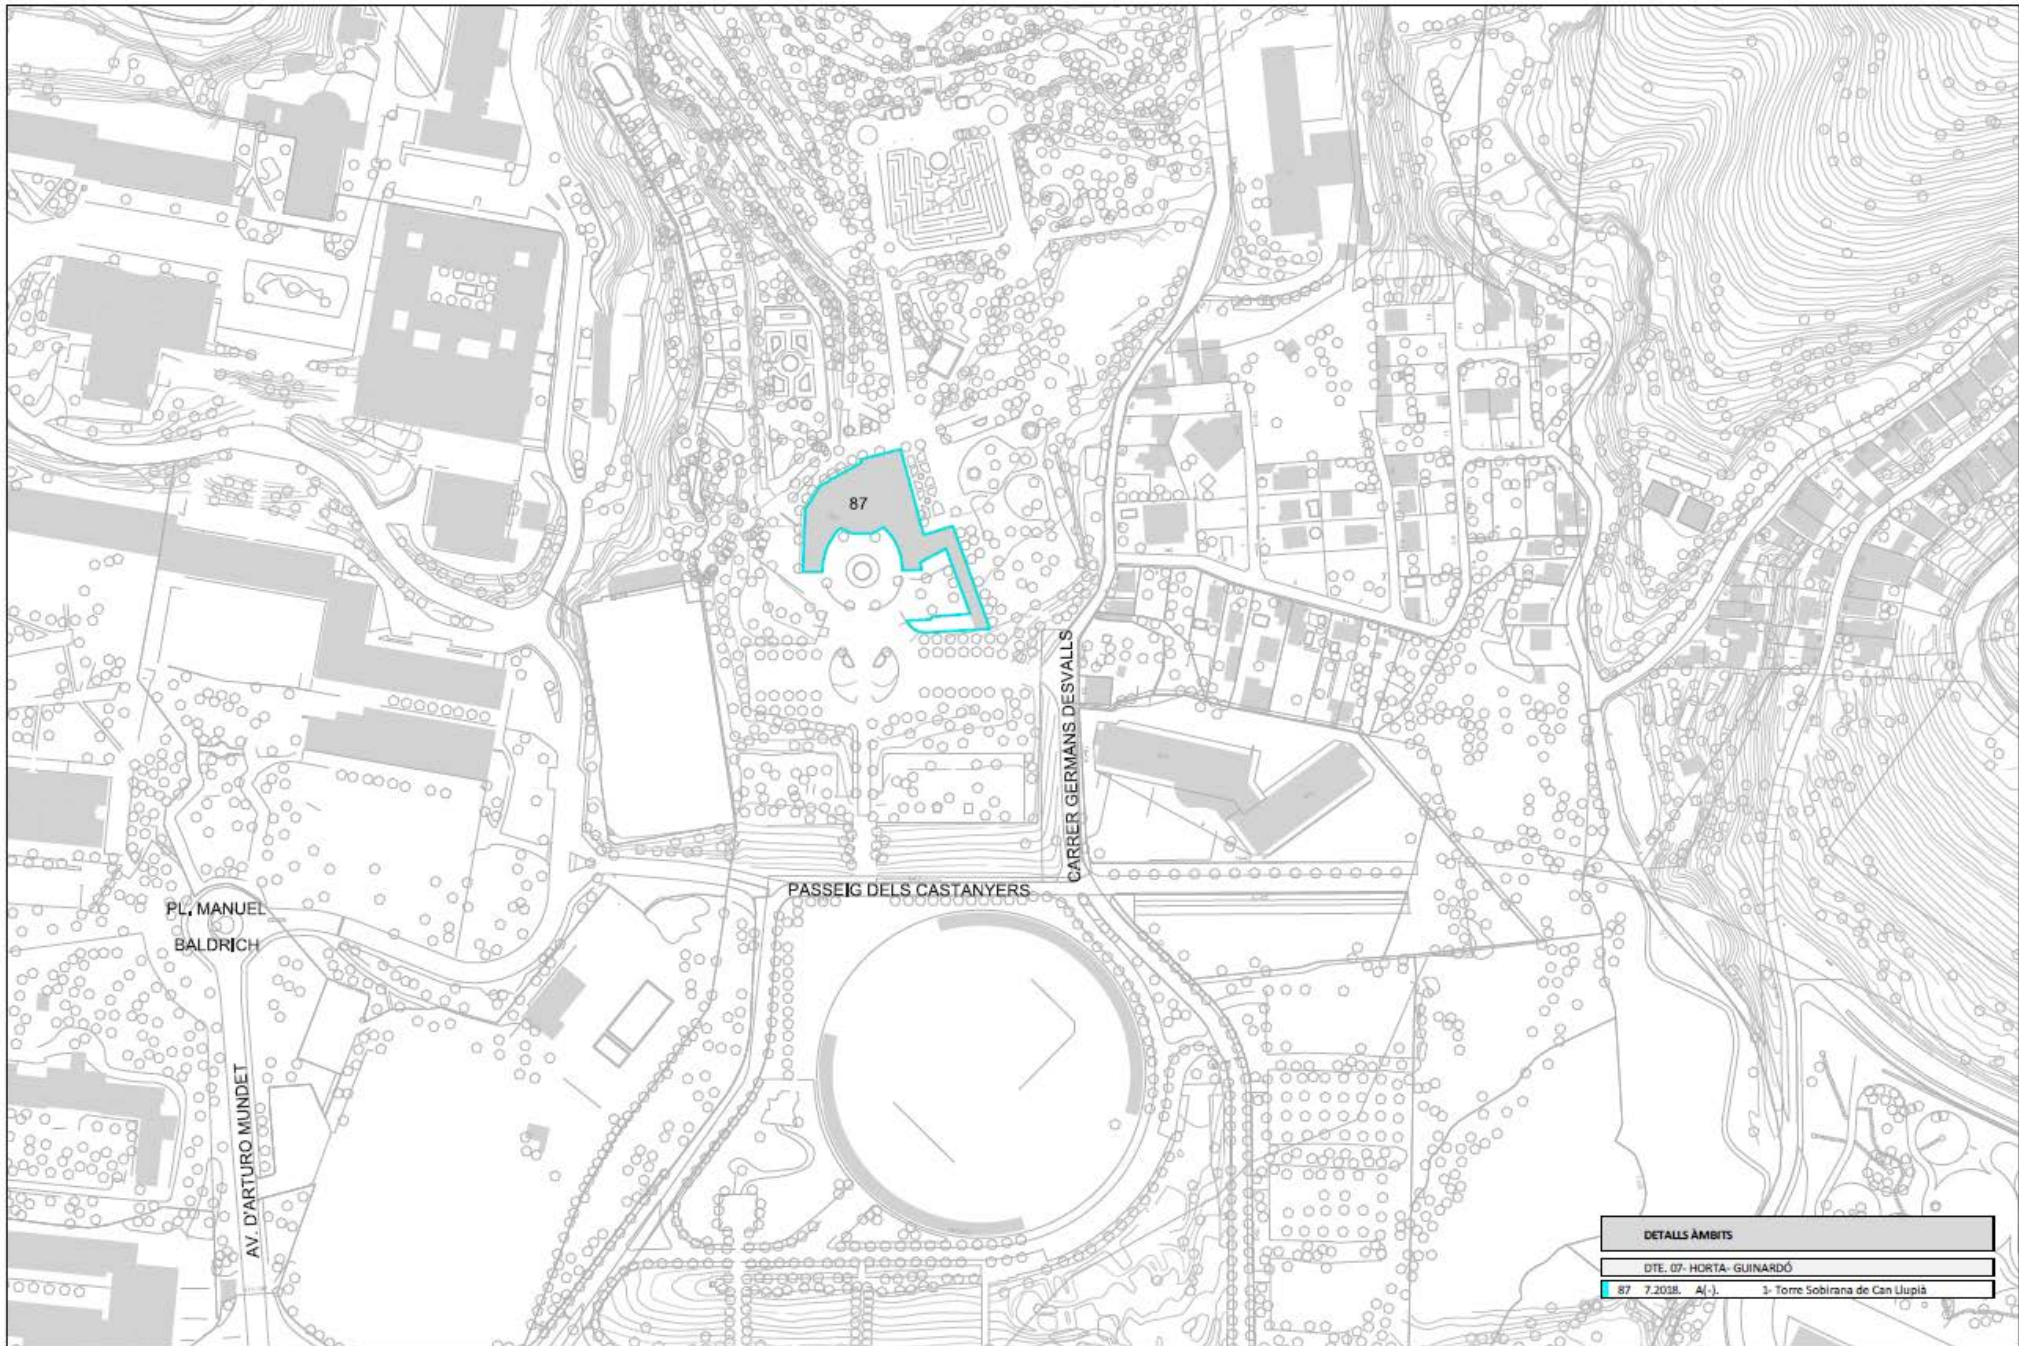 87
CARRER GERMANS DESVALLS
PASSEIG DELS CASTANYERS
PL. MANUEL
BALDRICH
AV. D'ARTURO MUNDET
DETALLS ÀMBITS
DTE. 07- HORTA- GUINARDÓ
87 7.2018. A(-). 1- Torre Sobirana de Can Llupià